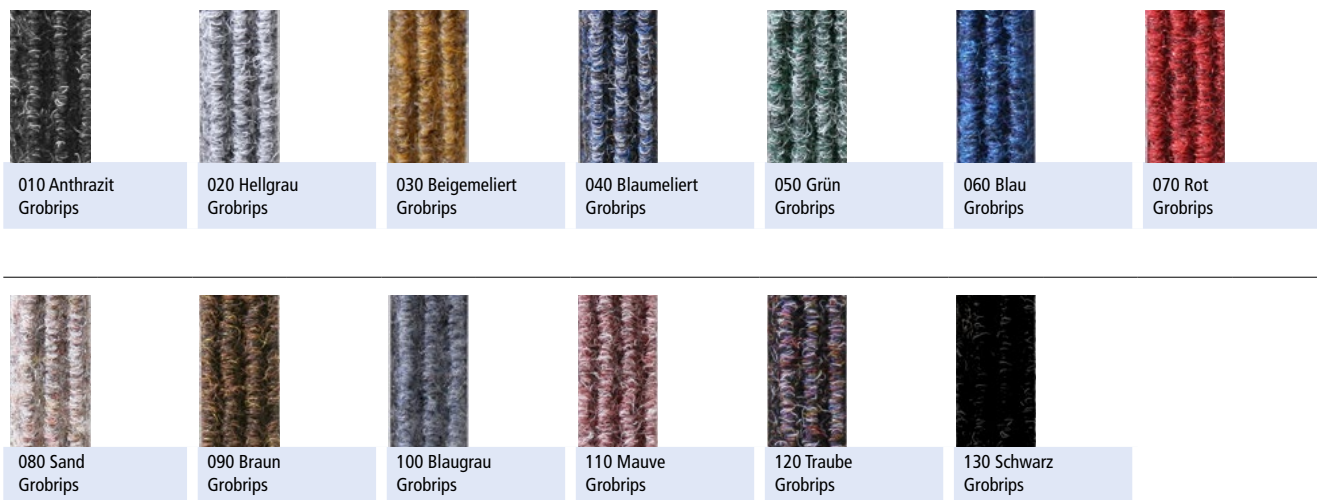 010 Anthrazit
Grobrips
020 Hellgrau
Grobrips
030 Beigemeliert
Grobrips
040 Blaumeliert
Grobrips
050 Grün
Grobrips
060 Blau
Grobrips
070 Rot
Grobrips
080 Sand
Grobrips
090 Braun
Grobrips
100 Blaugrau
Grobrips
110 Mauve
Grobrips
120 Traube
Grobrips
130 Schwarz
Grobrips